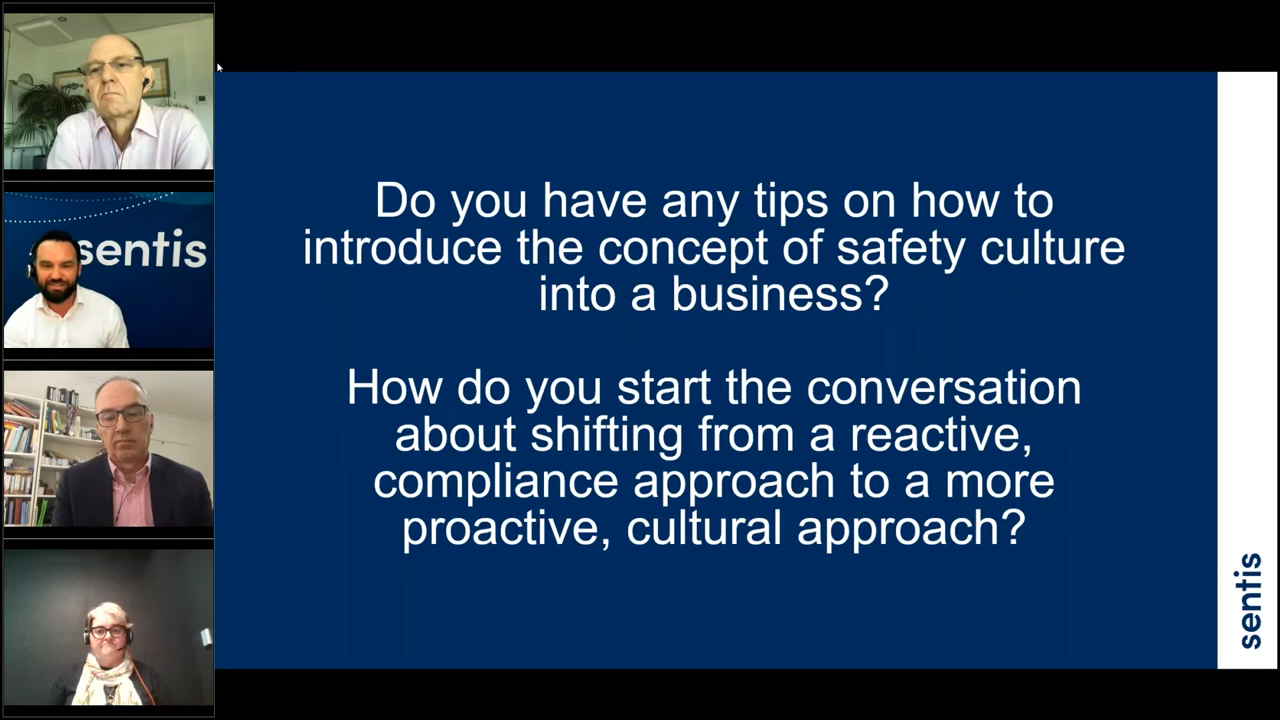 sentis
Do you have any tips on how to
introduce the concept of safety culture
into a business?
How do you start the conversation
about shifting from a reactive,
compliance approach to a more
proactive, cultural approach?
sentis